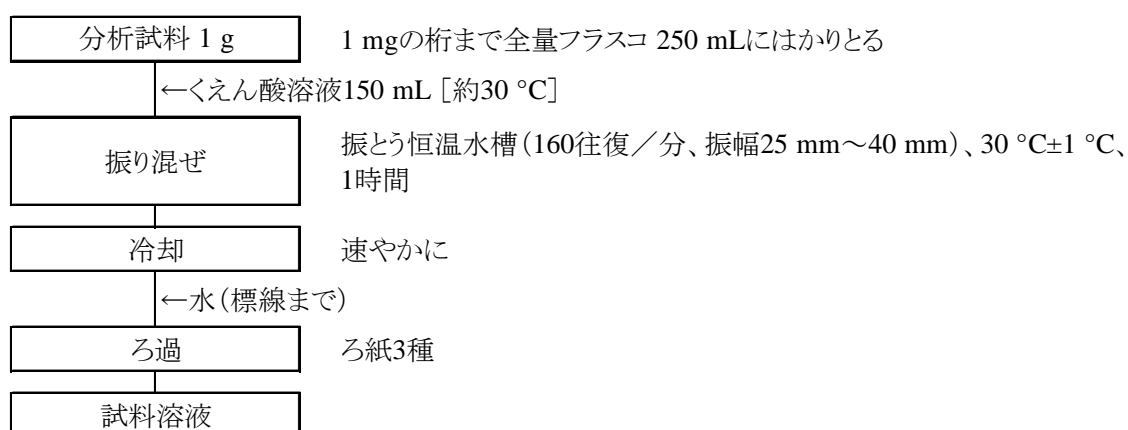 分析試料 1 g
1 mgの桁まで全量フラスコ 250 mLにはかりとる
←くえん酸溶液150 mL [約30 °C]
振り混ぜ
振とう恒温水槽(160往復/分、振幅25 mm~40 mm)、30 °C±1 °C、
1時間
冷却
速やかに
←水(標線まで)
ろ過
ろ紙3種
試料溶液